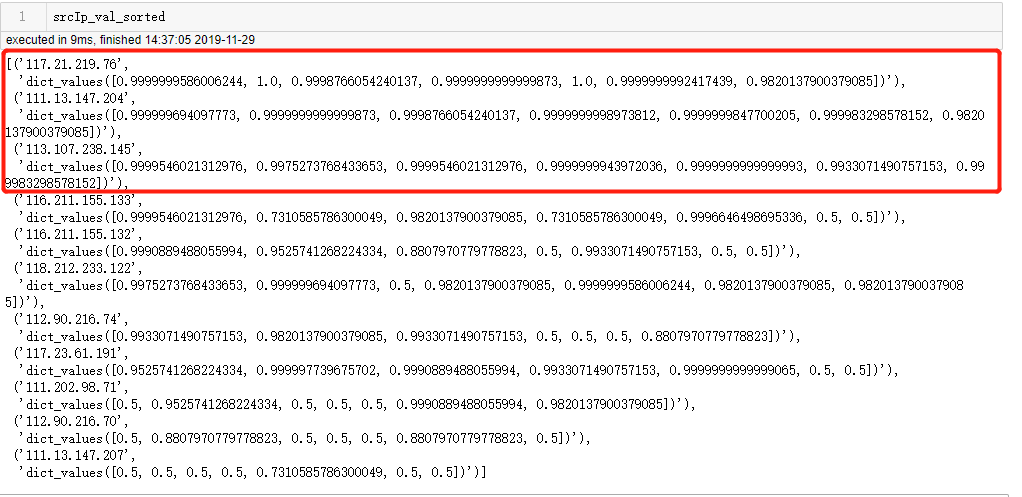 1 srcIp_val_sorted
executed in 9ms, finished 14:37:05 2019-11-29
[('117.21.219.76',
'dict_values([0.9999999586006244, 1.0, 0.9998766054240137, 0.9999999999999873, 1.0, 0.9999999992417439, 0.9820137900379085])'),
('111.13.147.204',
'dict_values([0.999999694097773, 0.9999999999999873, 0.9998766054240137, 0.9999999998973812, 0.9999999847700205, 0.999983298578152, 0.9820
137900379085])'),
('113.107.238.145',
'dict_values([0.9999546021312976, 0.9975273768433653, 0.9999546021312976, 0.9999999943972036, 0.9999999999999993, 0.9933071490757153, 0.99
9983298578152])'),
('116.211.155.133',
'dict_values([0.9999546021312976, 0.7310585786300049, 0.9820137900379085, 0.7310585786300049, 0.9996646498695336, 0.5, 0.5])'),
('116.211.155.132',
'dict_values([0.9990889488055994, 0.9525741268224334, 0.8807970779778823, 0.5, 0.9933071490757153, 0.5, 0.5])'),
('118.212.233.122',
'dict_values([0.9975273768433653, 0.999999694097773, 0.5, 0.9820137900379085, 0.9999999586006244, 0.9820137900379085, 0.982013790037908
5])'),
('112.90.216.74',
'dict_values([0.9933071490757153, 0.9820137900379085, 0.9933071490757153, 0.5, 0.5, 0.5, 0.8807970779778823])'),
('117.23.61.191',
'dict_values([0.9525741268224334, 0.999997739675702, 0.9990889488055994, 0.9933071490757153, 0.9999999999999065, 0.5, 0.5])'),
('111.202.98.71',
'dict_values([0.5, 0.9525741268224334, 0.5, 0.5, 0.5, 0.9990889488055994, 0.9820137900379085])'),
('112.90.216.70',
'dict_values([0.5, 0.8807970779778823, 0.5, 0.5, 0.5, 0.8807970779778823, 0.5])'),
('111.13.147.207',
'dict_values([0.5, 0.5, 0.5, 0.5, 0.7310585786300049, 0.5, 0.5])')]